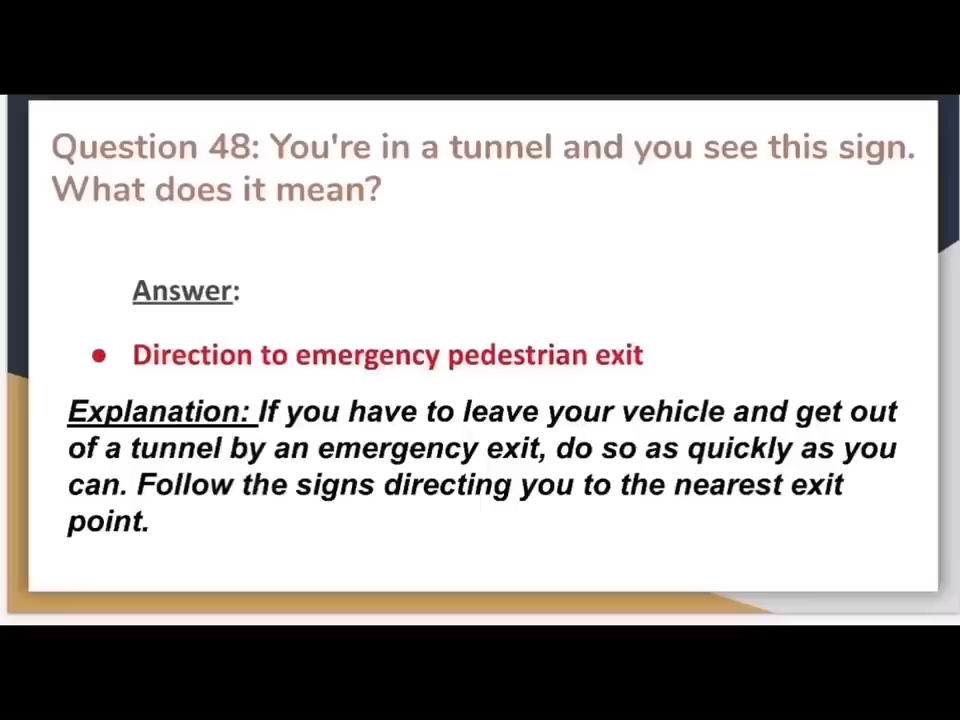 Question 48: You're in a tunnel and you see this sign.
What does it mean?
Answer:
● Direction to emergency pedestrian exit
Explanation: If you have to leave your vehicle and get out
of a tunnel by an emergency exit, do so as quickly as you
can. Follow the signs directing you to the nearest exit
point.